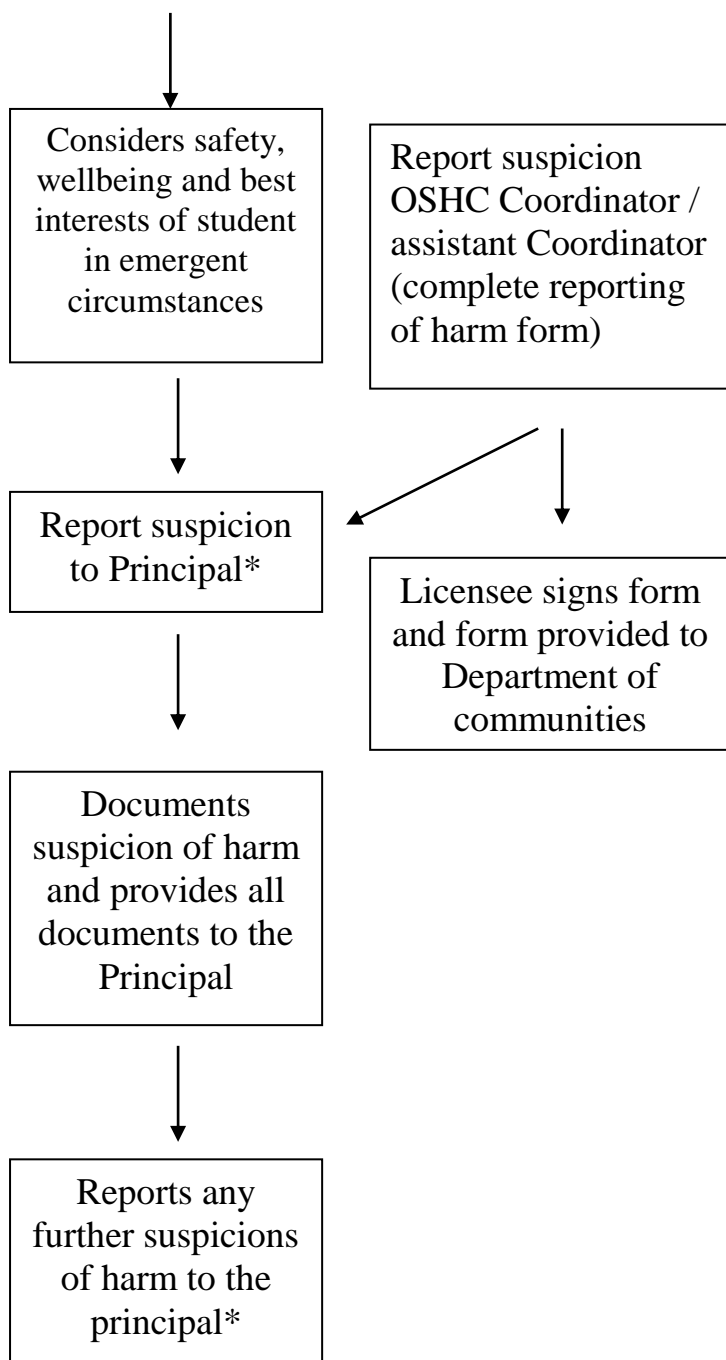 Considers safety,
wellbeing and best
interests of student
in emergent
circumstances
Report suspicion
OSHC Coordinator /
assistant Coordinator
(complete reporting
of harm form)
Report suspicion
to Principal*
Licensee signs form
and form provided to
Department of
communities
Documents
suspicion of harm
and provides all
documents to the
Principal
Reports any
further suspicions
of harm to the
principal*